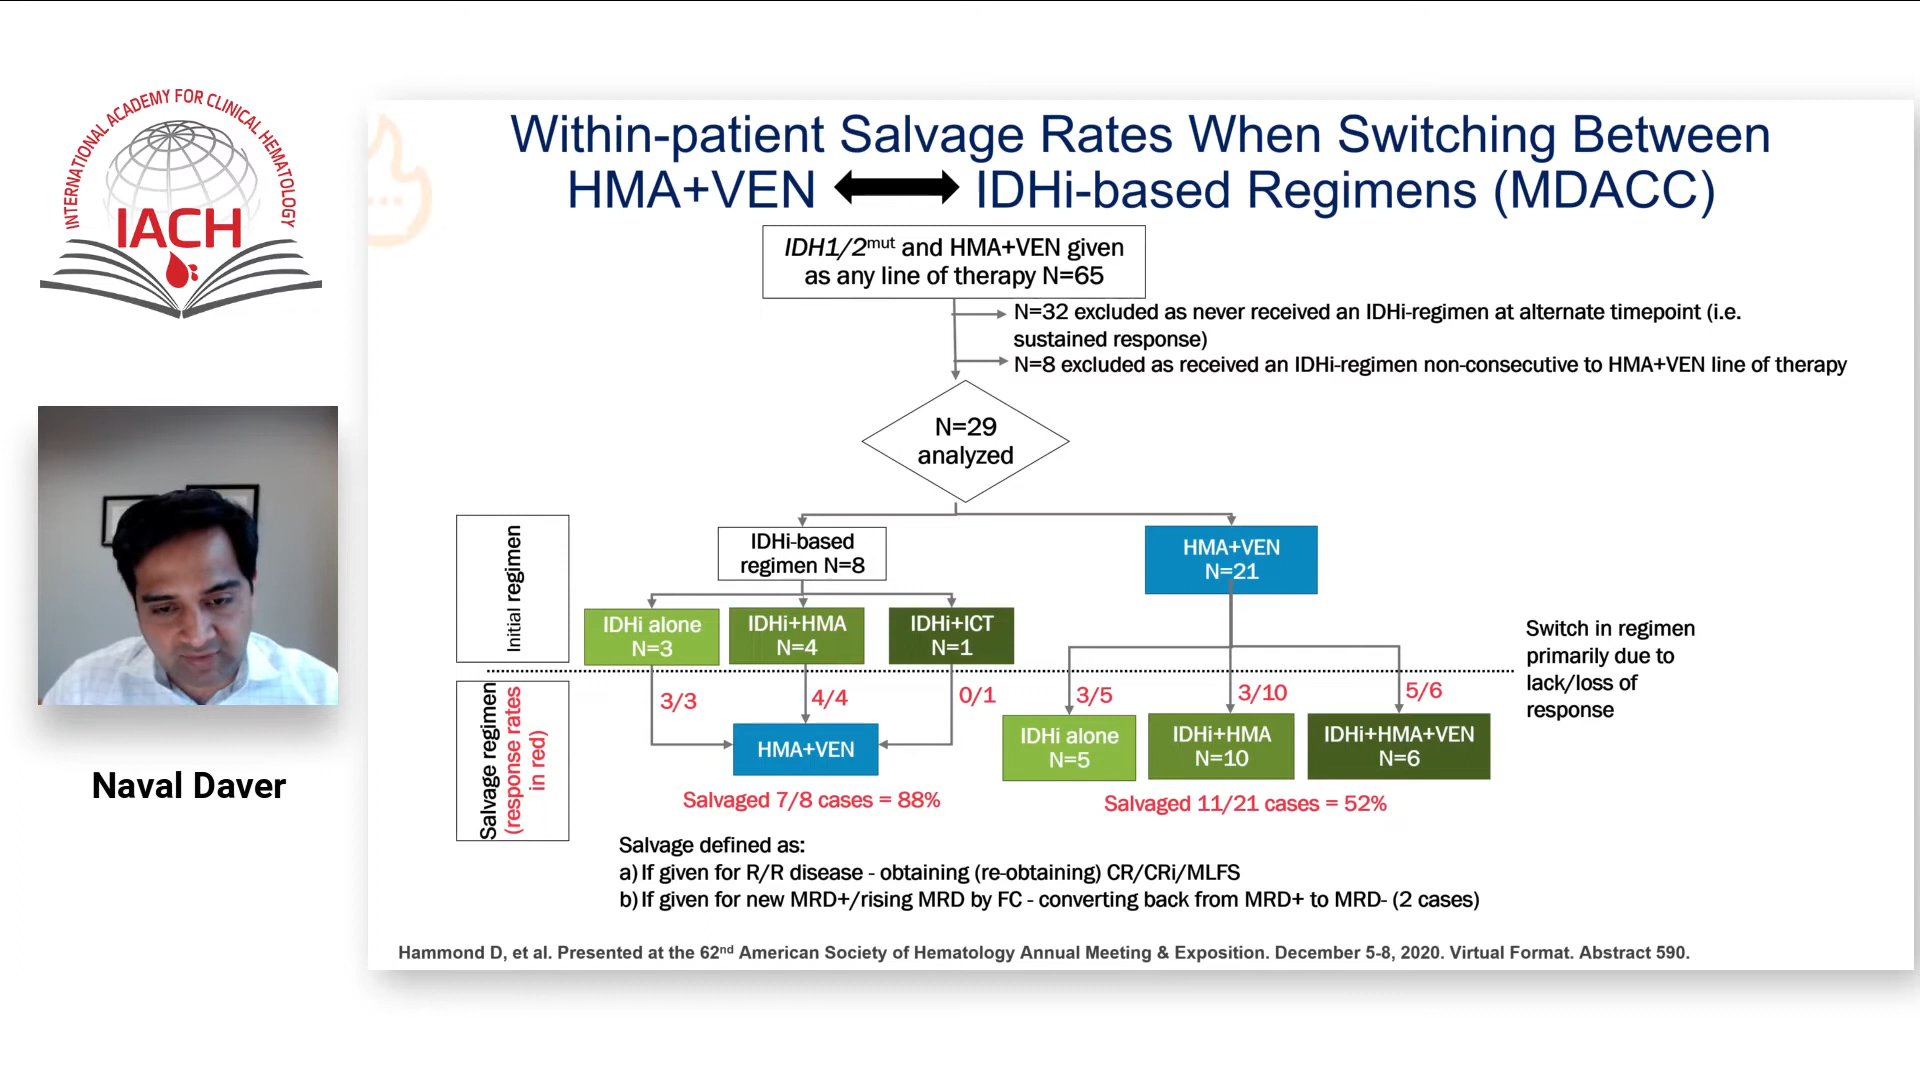 INTERNATIONAL ACADEMY FOR CLINICAL HEMATOLOGY
IACH
Naval Daver
Within-patient Salvage Rates When Switching Between
HMA+VEN IDHi-based Regimens (MDACC)
IDH1/2mut and HMA+VEN given
as any line of therapy N=65
N=32 excluded as never received an IDHi-regimen at alternate timepoint (i.e.
sustained response)
N=8 excluded as received an IDHi-regimen non-consecutive to HMA+VEN line of therapy
N=29
analyzed
Initial regimen
IDHi-based
regimen N=8
HMA+VEN
N=21
IDHi alone
N=3
IDHi+HMA
N=4
IDHi+ICT
N=1
Switch in regimen
primarily due to
lack/loss of
response
Salvage regimen
(response rates
in red)
3/3
4/4
0/1
3/5
3/10
5/6
HMA+VEN
IDHi alone
N=5
IDHi+HMA
N=10
IDHi+HMA+VEN
N=6
Salvaged 7/8 cases = 88%
Salvaged 11/21 cases = 52%
Salvage defined as:
a) If given for R/R disease - obtaining (re-obtaining) CR/CRi/MLFS
b) If given for new MRD+/rising MRD by FC - converting back from MRD+ to MRD- (2 cases)
Hammond D, et al. Presented at the 62nd American Society of Hematology Annual Meeting & Exposition. December 5-8, 2020. Virtual Format. Abstract 590.